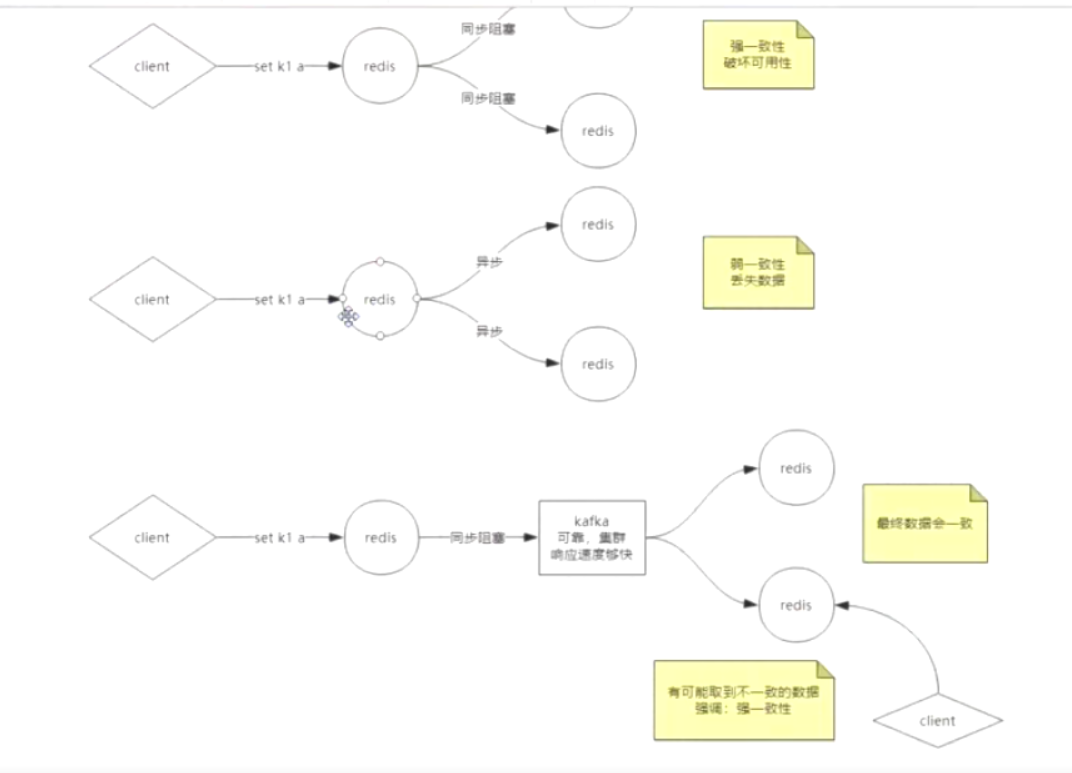 同步阻塞
client
set k1 a
redis
强一致性
破坏可用性
同步阻塞
redis
redis
异步
弱一致性
丢失数据
client
set k1 a
redis
异步
redis
redis
最终数据会一致
client
set k1 a
redis
同步阻塞
kafka
可靠，集群
响应速度够快
redis
有可能取到不一致的数据
强调：强一致性
client